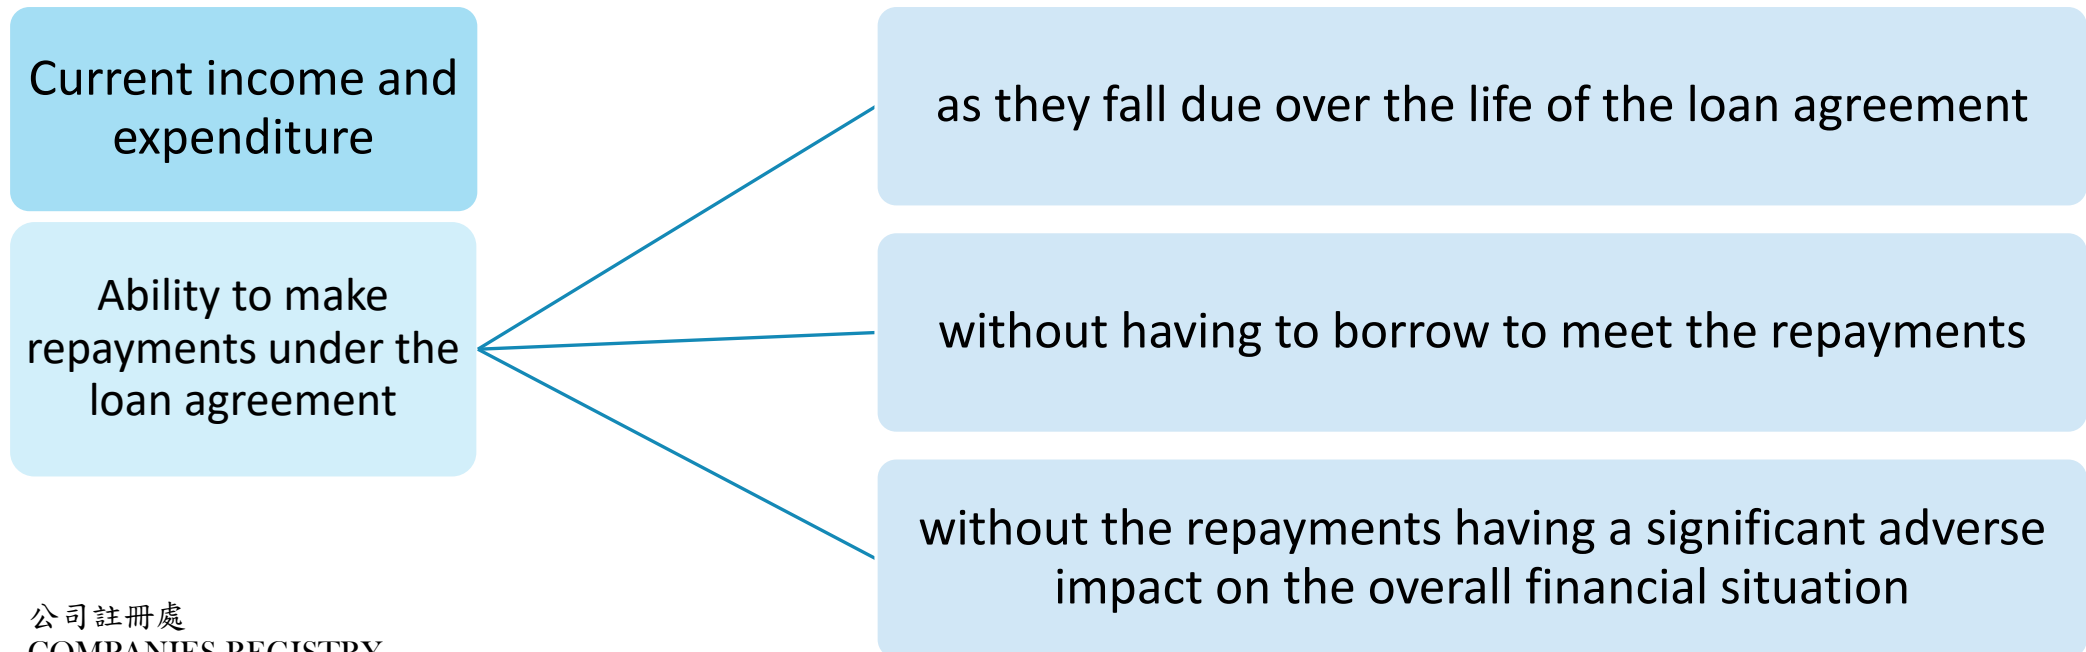 Current income and
expenditure
Ability to make
repayments under the
loan agreement
as they fall due over the life of the loan agreement
without having to borrow to meet the repayments
without the repayments having a significant adverse
impact on the overall financial situation
公司註冊處
COMPANIES REGISTRY